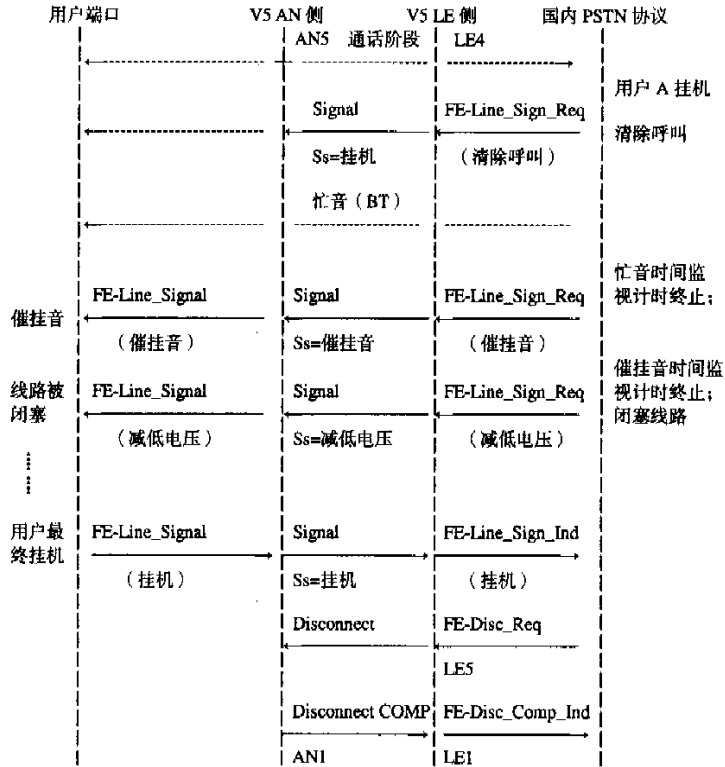 用户端口 V5 AN 侧 V5 LE 侧 国内 PSTN 协议
AN5 通话阶段 LE4
用户 A 挂机
Signal FE-Line_Sign_Req
清除呼叫
Ss=挂机 (清除呼叫)
忙音(BT)
忙音时间监
FE-Line_Signal Signal FE-Line_Sign_Req 视计时终止;
催挂音
(催挂音) Ss=催挂音 (催挂音)
催挂音时间监
线路被 FE-Line_Signal Signal FE-Line_Sign_Req 视计时终止;
闭塞 闭塞线路
(减低电压) Ss=减低电压 (减低电压)
用户最 FE-Line_Signal Signal FE-Line_Sign_Ind
终挂机
(挂机) Ss=挂机 (挂机)
Disconnect FE-Disc_Req
LE5
Disconnect COMP FE-Disc_Comp_Ind
AN1 LE1